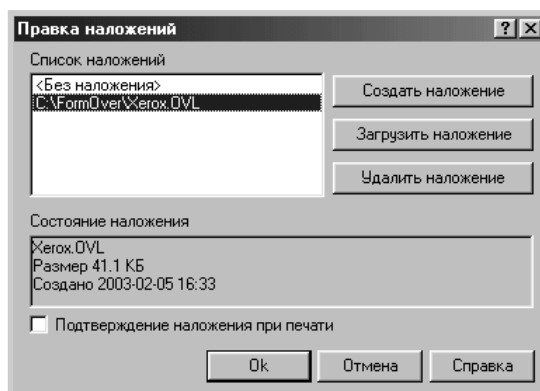 Правка наложений
Список наложений
<Без наложения>
C:\FormOver\Xerox.OVL
Создать наложение
Загрузить наложение
Удалить наложение
Состояние наложения
Xerox.OVL
Размер 41.1 КБ
Создано 2003-02-05 16:33
Подтверждение наложения при печати
Ok
Отмена
Справка